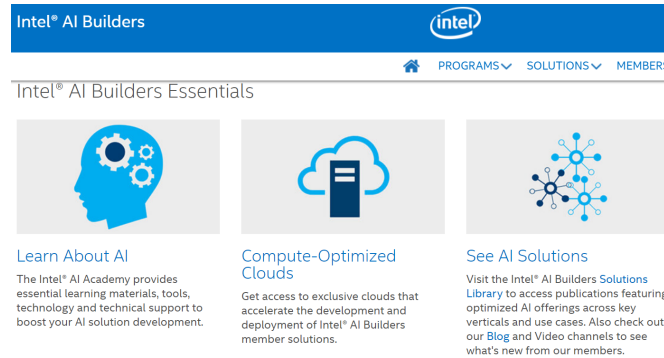 Intel® AI Builders
intel
PROGRAMS SOLUTIONS MEMBERS
Intel® AI Builders Essentials
Learn About AI
The Intel® AI Academy provides
essential learning materials, tools,
technology and technical support to
boost your AI solution development.
Compute-Optimized
Clouds
Get access to exclusive clouds that
accelerate the development and
deployment of Intel® AI Builders
member solutions.
See AI Solutions
Visit the Intel® AI Builders Solutions
Library to access publications featuring
optimized AI offerings across key
verticals and use cases. Also check out
our Blog and Video channels to see
what's new from our members.